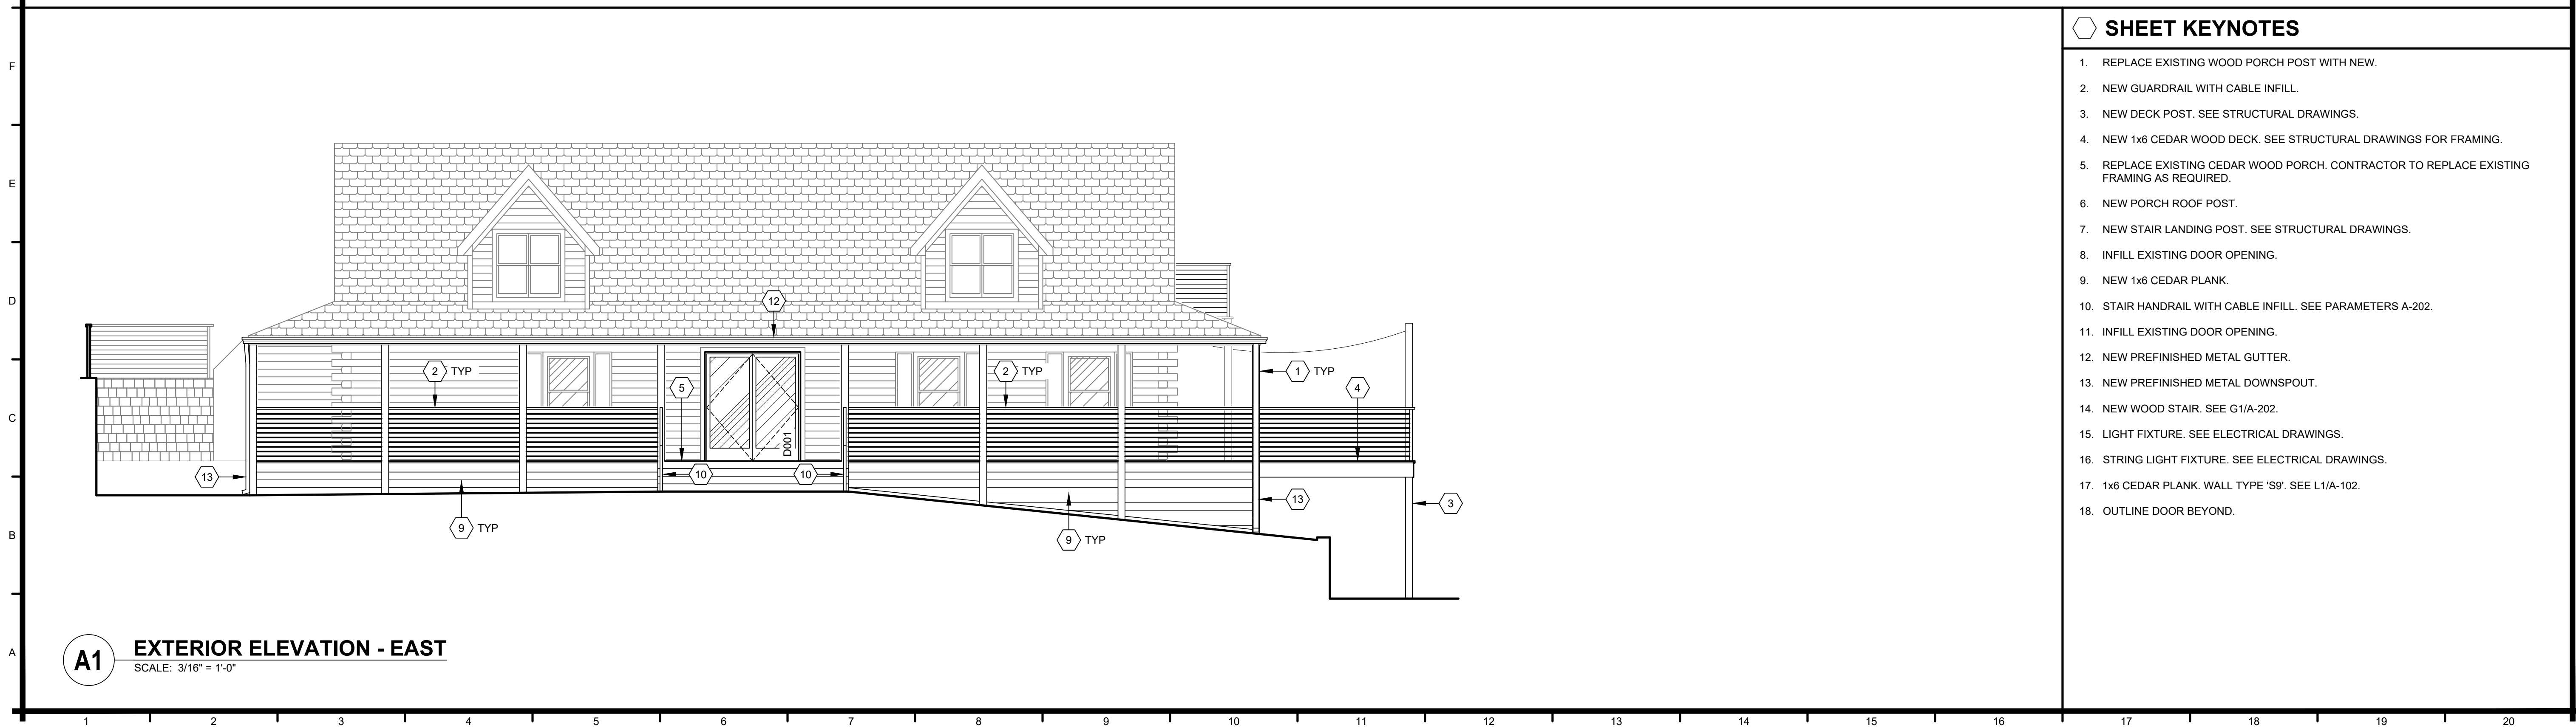 SHEET KEYNOTES
1. REPLACE EXISTING WOOD PORCH POST WITH NEW.
2. NEW GUARDRAIL WITH CABLE INFILL.
3. NEW DECK POST. SEE STRUCTURAL DRAWINGS.
4. NEW 1x6 CEDAR WOOD DECK. SEE STRUCTURAL DRAWINGS FOR FRAMING.
5. REPLACE EXISTING CEDAR WOOD PORCH. CONTRACTOR TO REPLACE EXISTING
FRAMING AS REQUIRED.
6. NEW PORCH ROOF POST.
7. NEW STAIR LANDING POST. SEE STRUCTURAL DRAWINGS.
8. INFILL EXISTING DOOR OPENING.
9. NEW 1x6 CEDAR PLANK.
10. STAIR HANDRAIL WITH CABLE INFILL. SEE PARAMETERS A-202.
11. INFILL EXISTING DOOR OPENING.
12. NEW PREFINISHED METAL GUTTER.
13. NEW PREFINISHED METAL DOWNSPOUT.
14. NEW WOOD STAIR. SEE G1/A-202.
15. LIGHT FIXTURE. SEE ELECTRICAL DRAWINGS.
16. STRING LIGHT FIXTURE. SEE ELECTRICAL DRAWINGS.
17. 1x6 CEDAR PLANK. WALL TYPE 'S9'. SEE L1/A-102.
18. OUTLINE DOOR BEYOND.
F
E
D
C
B
A
12
2 TYP
5
2 TYP
1 TYP
4
D001
13
10
10
13
3
9 TYP
9 TYP
A1
EXTERIOR ELEVATION - EAST
SCALE: 3/16" = 1'-0"
1 2 3 4 5 6 7 8 9 10 11 12 13 14 15 16 17 18 19 20